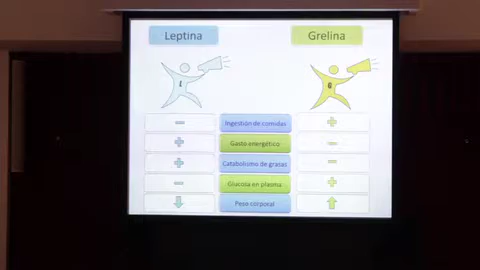 Leptina
Grelina
L
G
− Ingestión de comidas +
+ Gasto energético −
+ Catabolismo de grasas −
− Glucosa en plasma +
↓ Peso corporal ↑